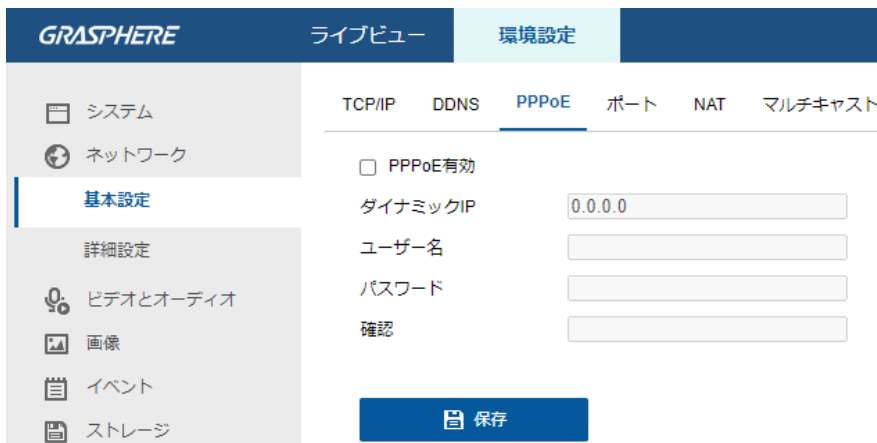 GRASPHERE
ライブビュー 環境設定
システム
ネットワーク
基本設定
詳細設定
ビデオとオーディオ
画像
イベント
ストレージ
TCP/IP DDNS PPPoE ポート NAT マルチキャスト
PPPoE有効
ダイナミックIP 0.0.0.0
ユーザー名
パスワード
確認
保存